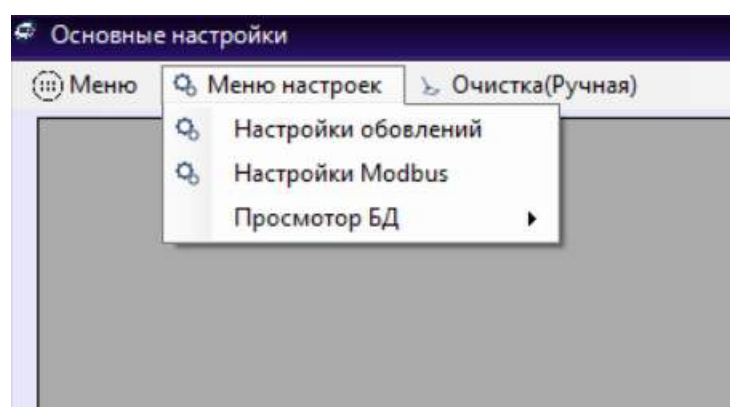 Основные настройки
Меню Меню настроек Очистка(Ручная)
Настройки обовлений
Настройки Modbus
Просмотор БД